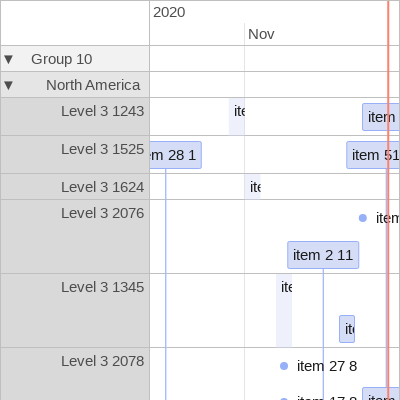 2020
Nov
▼ Group 10
▼ North America
Level 3 1243
ite
item
Level 3 1525
em 28 1
item 51
Level 3 1624
ite
Level 3 2076
item
item 2 11
Level 3 1345
ite
ite
Level 3 2078
item 27 8
item 17 8
item